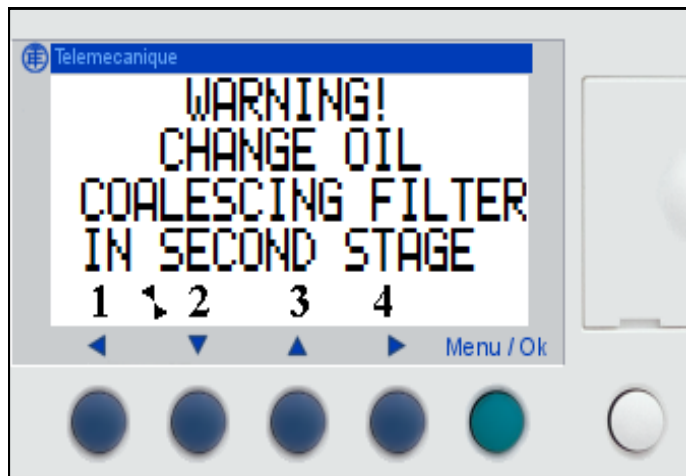 Telemecanique
WARNING!
CHANGE OIL
COALESCING FILTER
IN SECOND STAGE
1 2 3 4
Menu / Ok